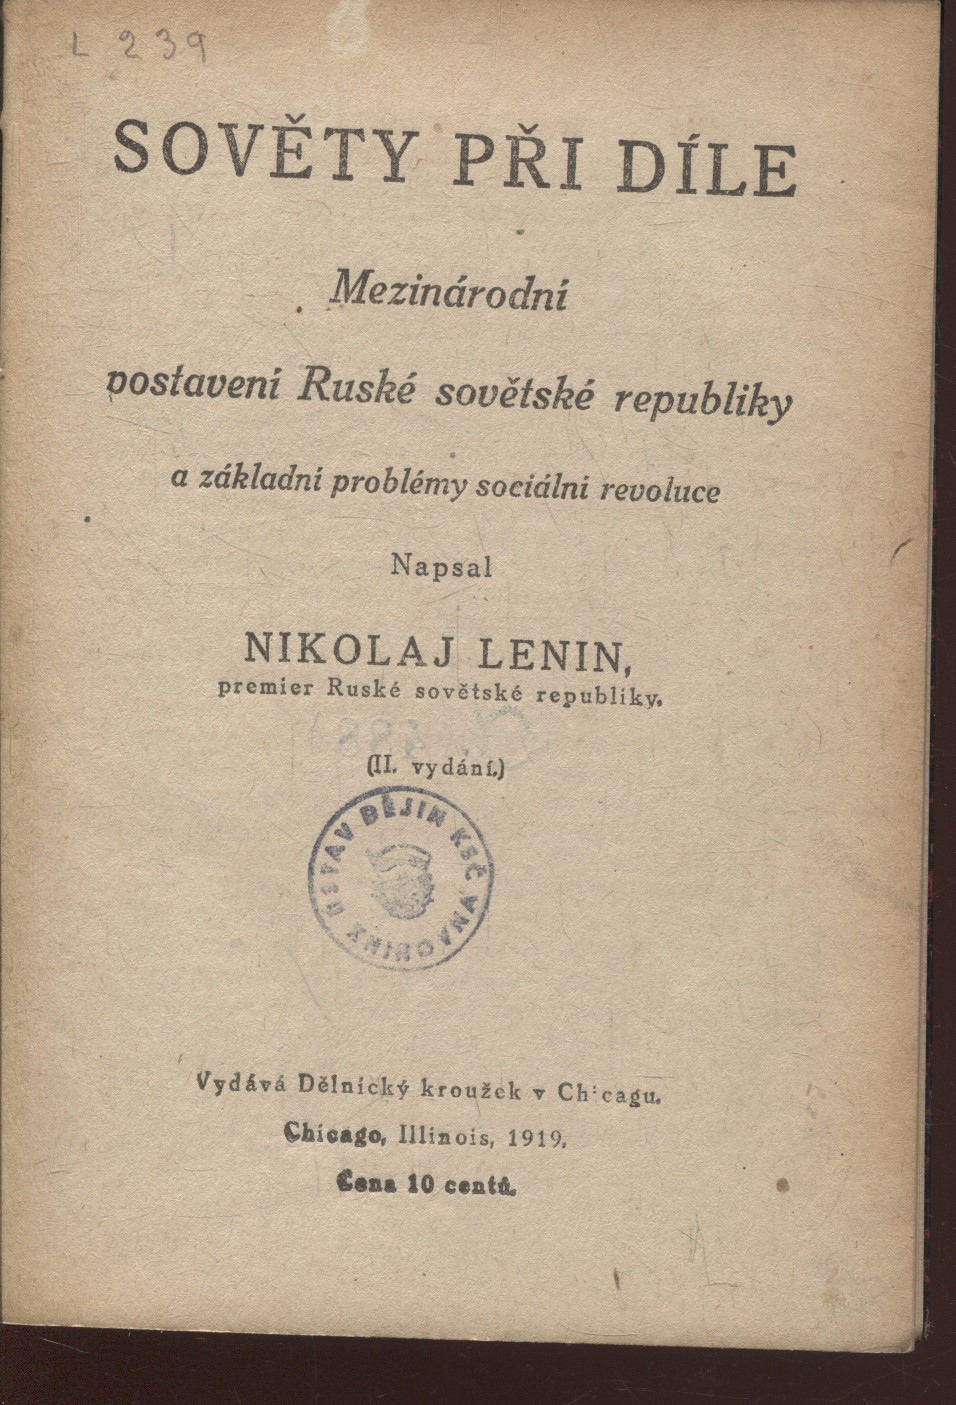 L 239
SOVĚTY PŘI DÍLE
Mezinárodní
postavení Ruské sovětské republiky
a základní problémy sociální revoluce
Napsal
NIKOLAJ LENIN,
premier Ruské sovětské republiky.
(II. vydání.)
ÚSTAV DĚJIN KSČ
KNIHOVNA
Vydává Dělnický kroužek v Chicagu.
Chicago, Illinois, 1919.
Cena 10 centů.